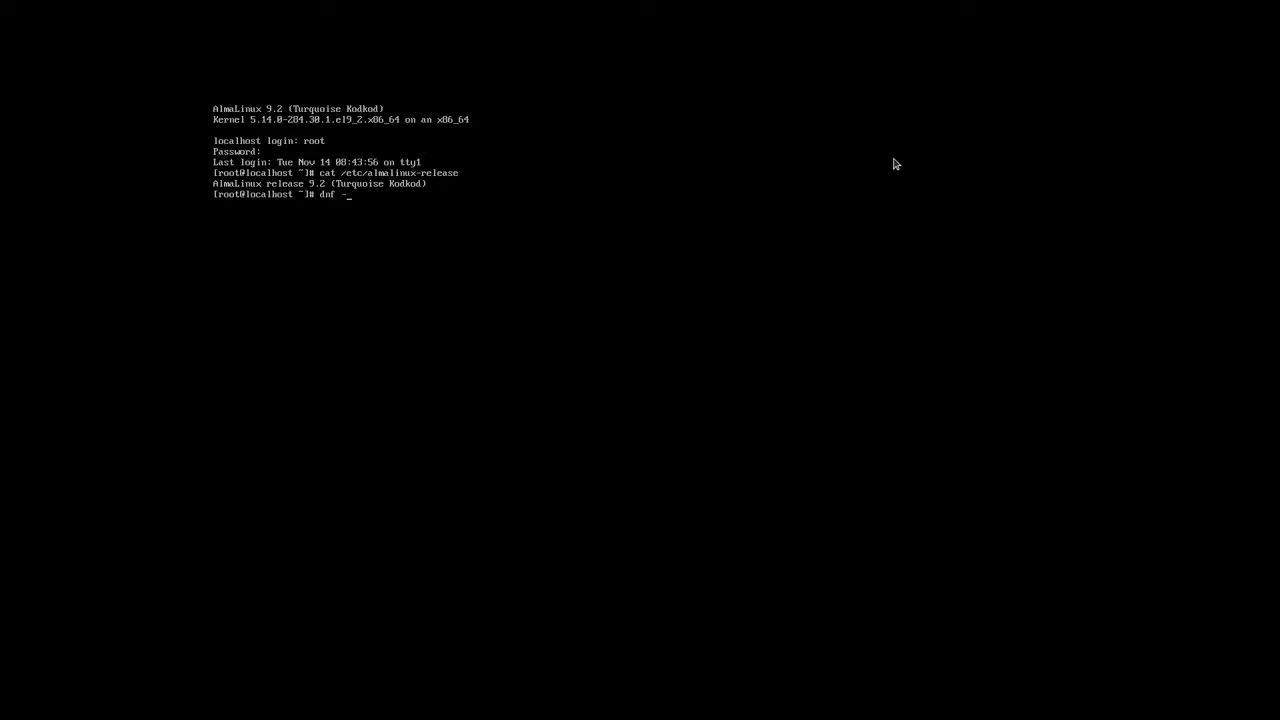 AlmaLinux 9.2 (Turquoise Kodkod)
Kernel 5.14.0-284.30.1.el9_2.x86_64 on an x86_64
localhost login: root
Password:
Last login: Tue Nov 14 08:43:56 on tty1
[root@localhost ~]# cat /etc/almalinux-release
AlmaLinux release 9.2 (Turquoise Kodkod)
[root@localhost ~]# dnf -_